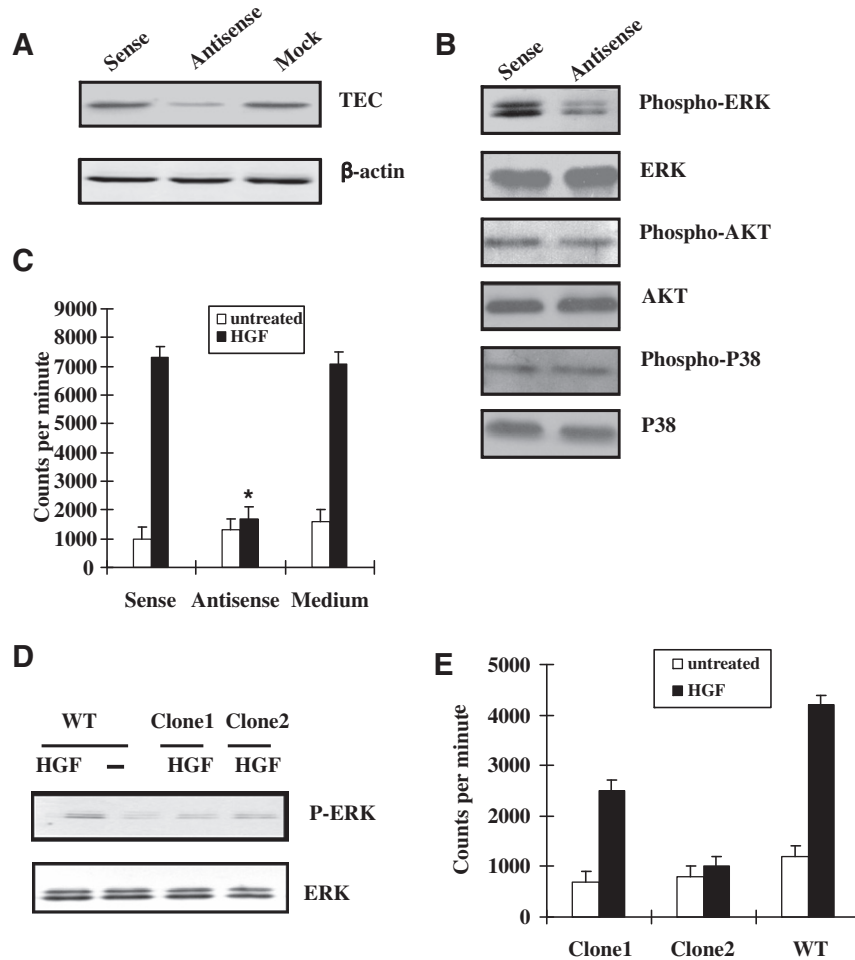 A
Sense Antisense Mock
TEC
β-actin
B
Sense Antisense
Phospho-ERK
ERK
Phospho-AKT
AKT
Phospho-P38
P38
C
untreated
HGF
Counts per minute
9000
8000
7000
6000
5000
4000
3000
2000
1000
0
*
Sense Antisense Medium
D
WT Clone1 Clone2
HGF – HGF HGF
P-ERK
ERK
E
untreated
HGF
Counts per minute
5000
4000
3000
2000
1000
0
Clone1 Clone2 WT